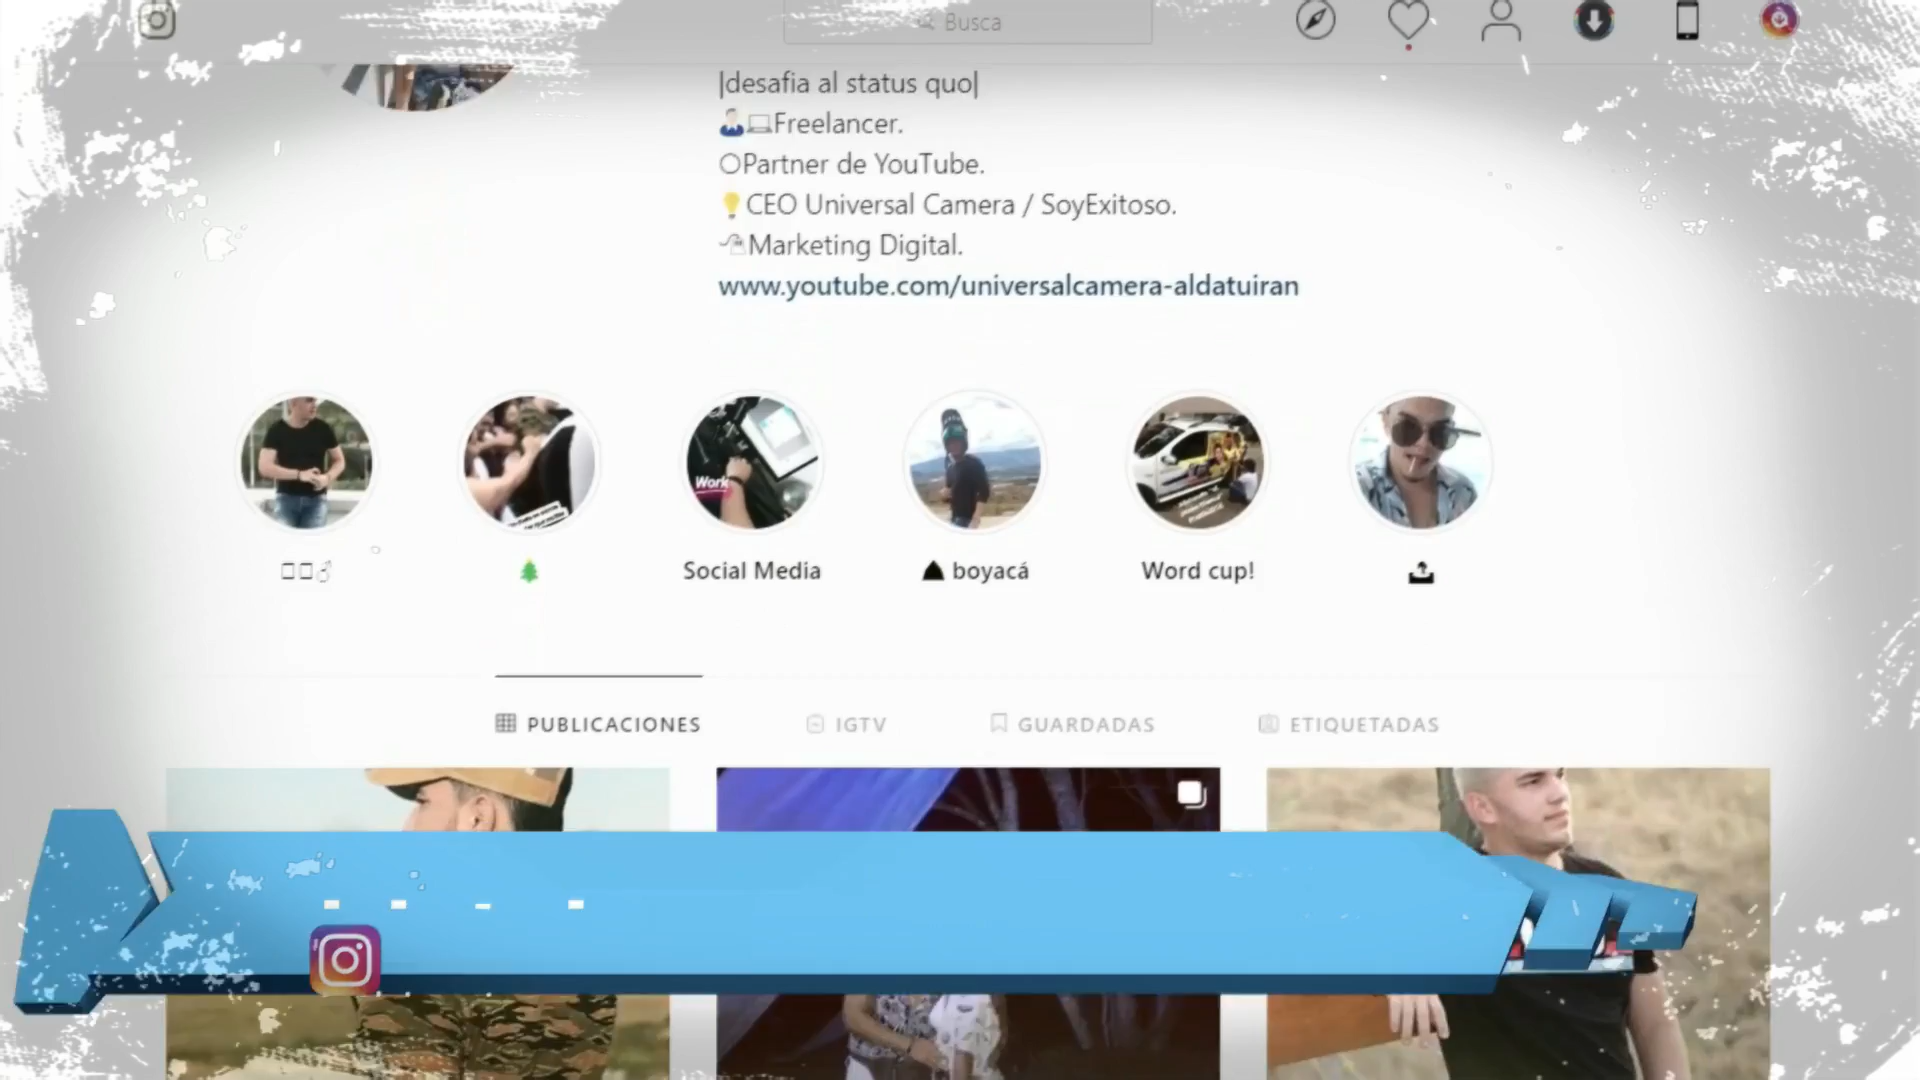 Busca
|desafia al status quo|
Freelancer.
Partner de YouTube.
CEO Universal Camera / SoyExitoso.
Marketing Digital.
www.youtube.com/universalcamera-aldatuiran
Work
Social Media
boyacá
Word cup!
PUBLICACIONES
IGTV
GUARDADAS
ETIQUETADAS